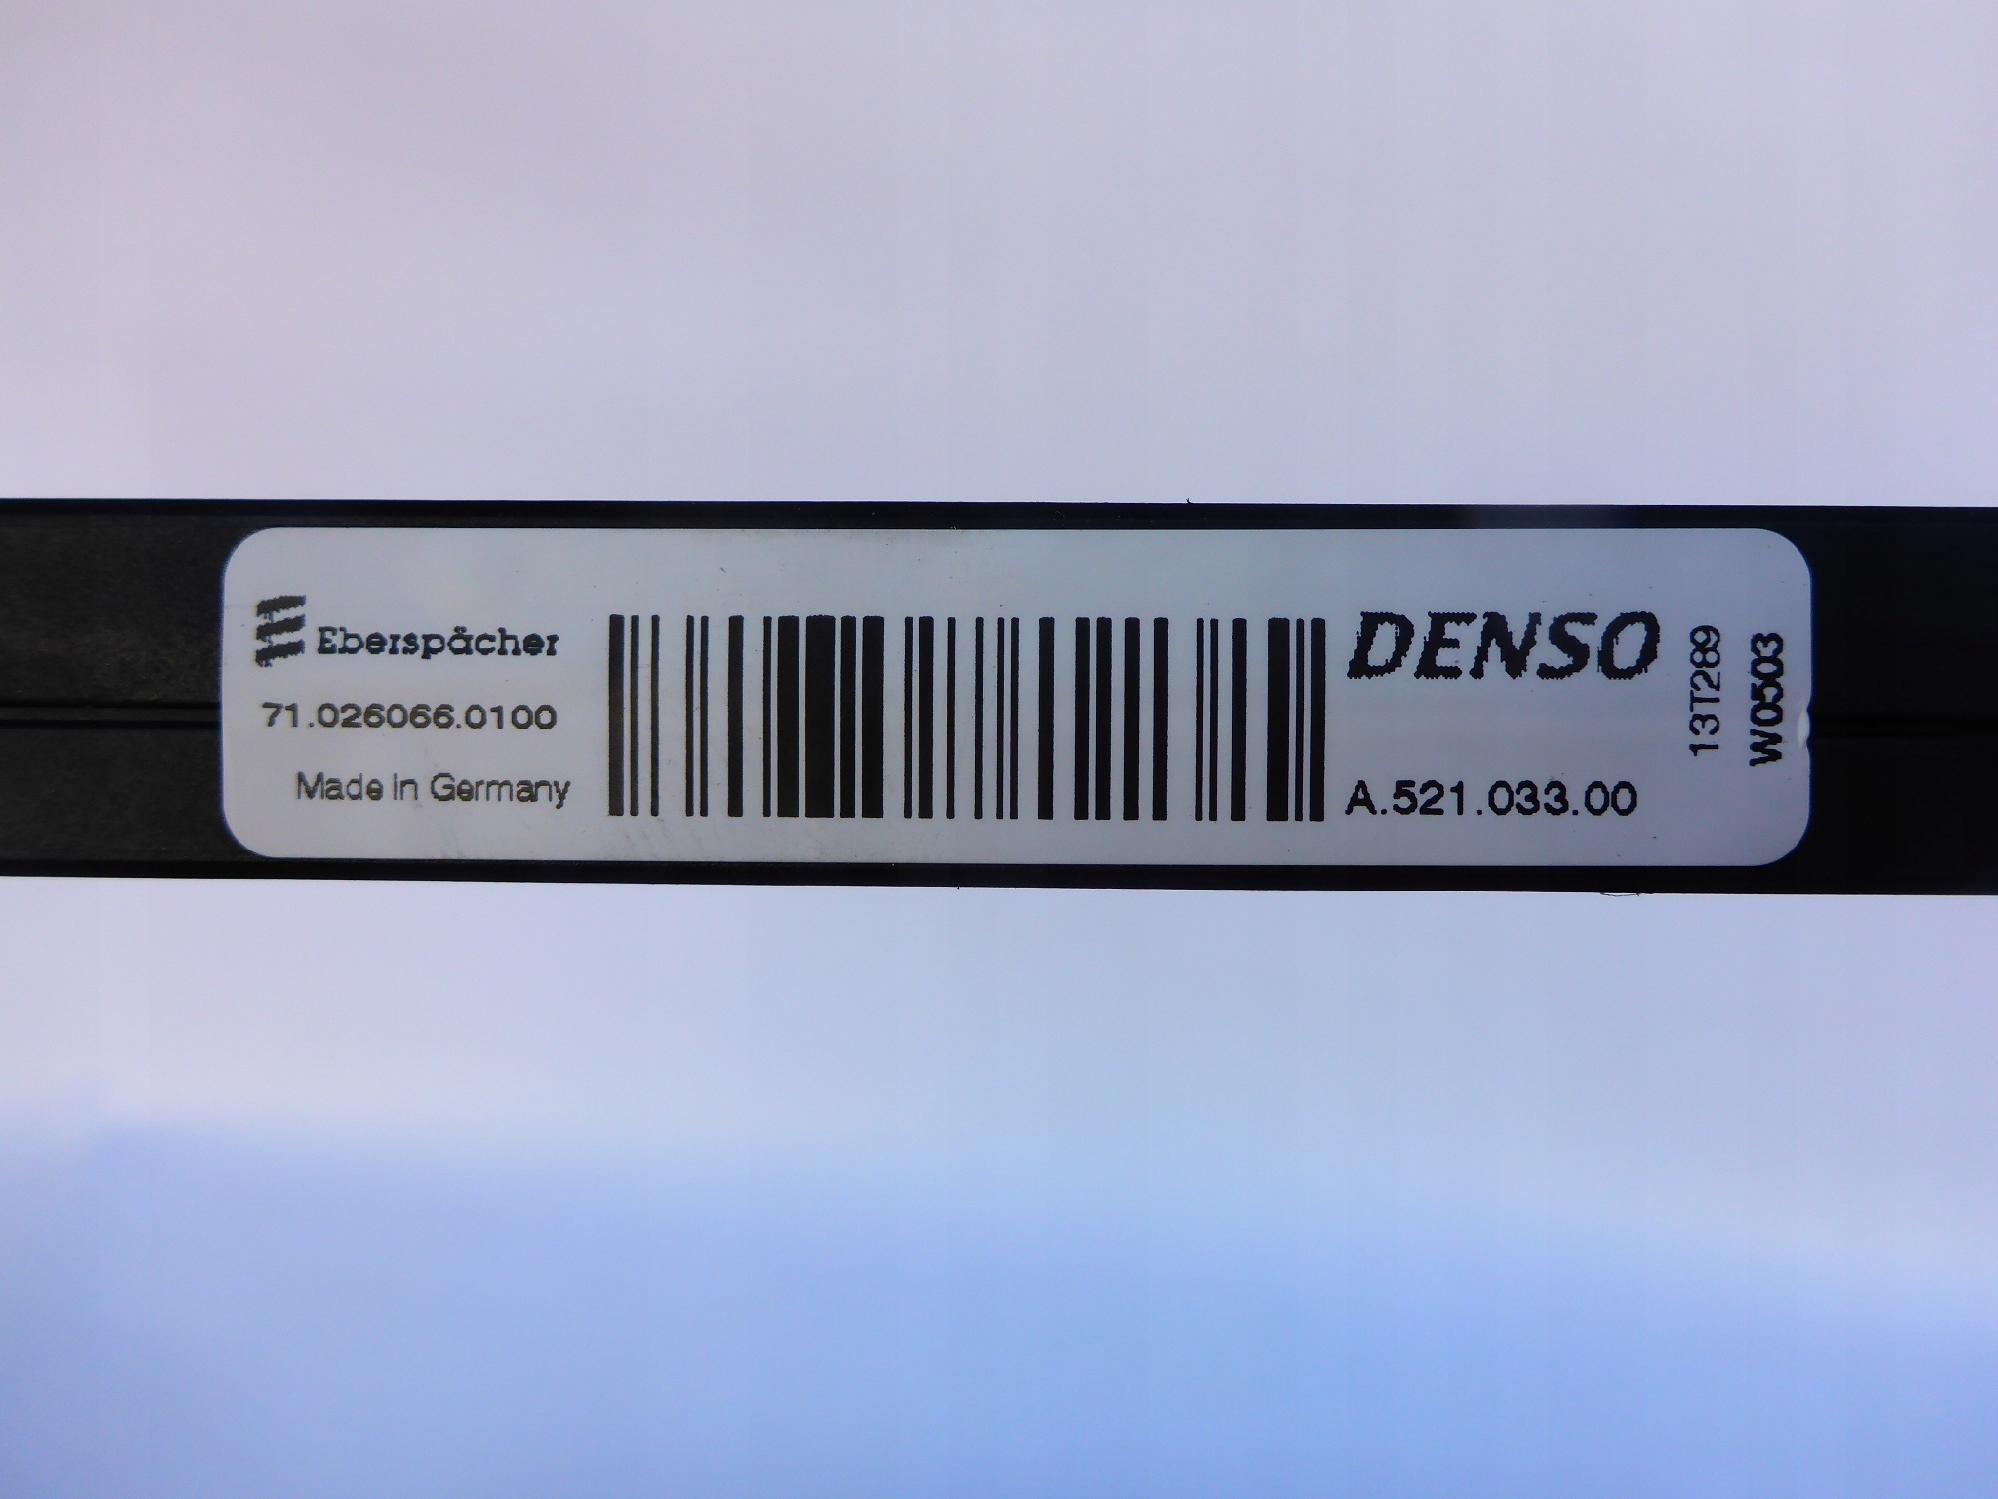 Eberspächer
71.026066.0100
Made in Germany
DENSO
A.521.033.00
13T289
W0503